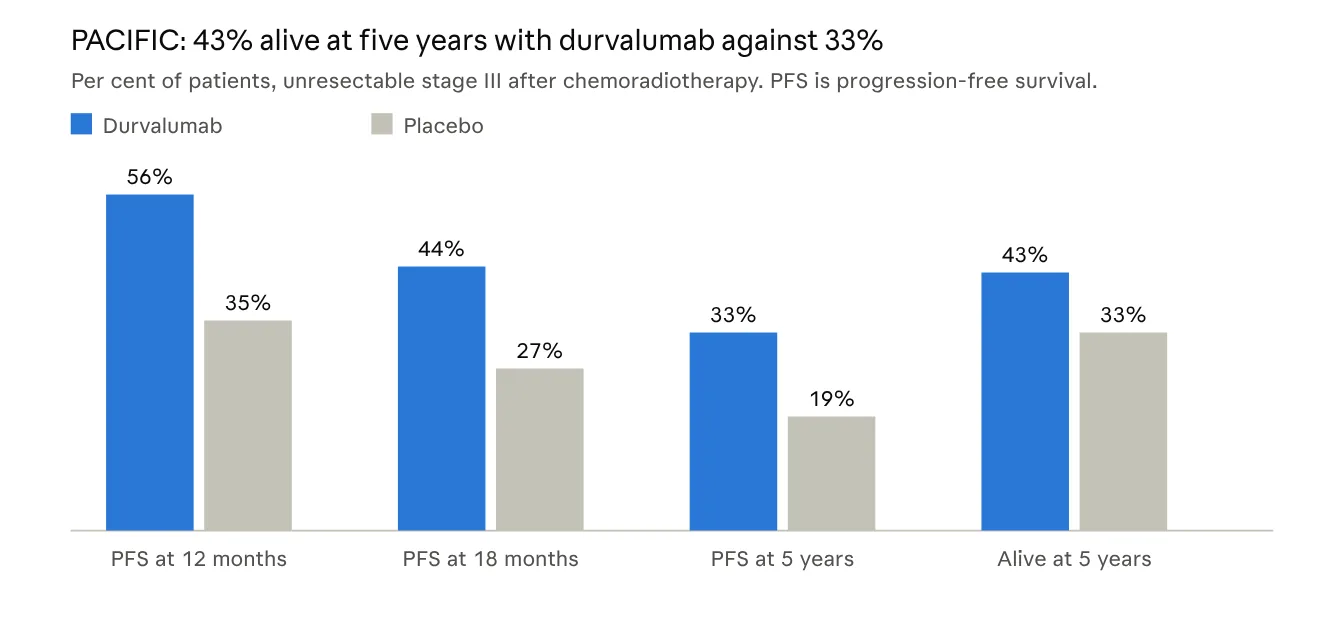 PACIFIC: 43% alive at five years with durvalumab against 33%
Per cent of patients, unresectable stage III after chemoradiotherapy. PFS is progression-free survival.
Durvalumab Placebo
56% 35% 44% 27% 33% 19% 43% 33%
PFS at 12 months PFS at 18 months PFS at 5 years Alive at 5 years